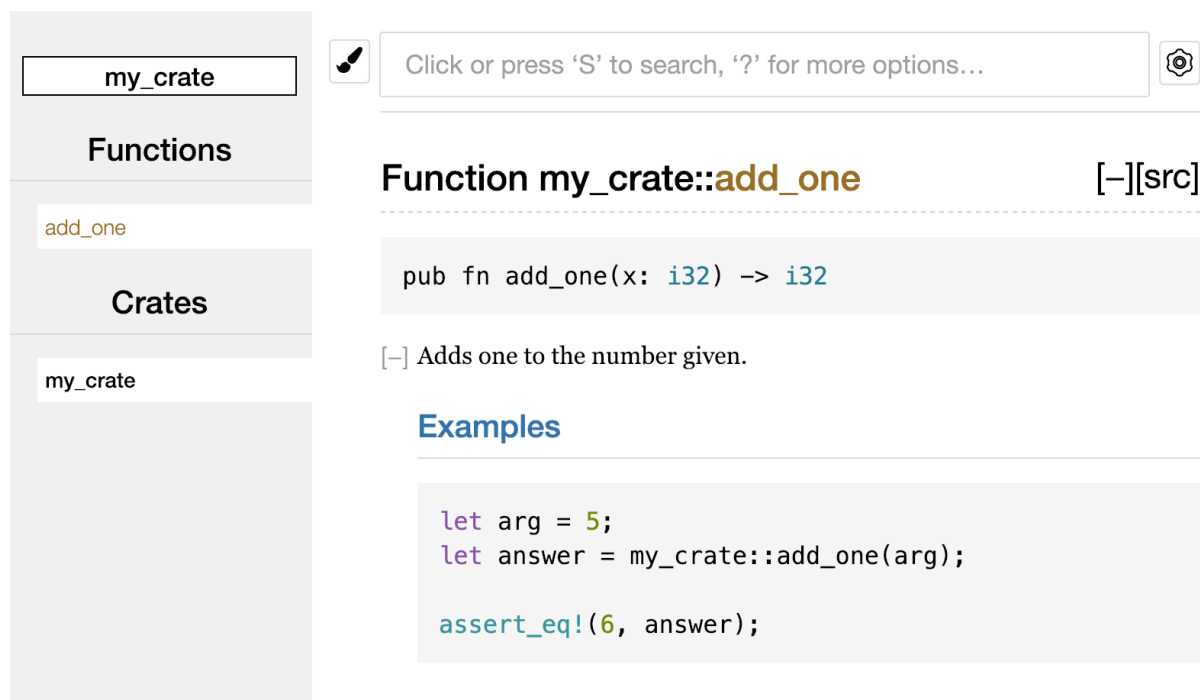 my_crate
Functions
add_one
Crates
my_crate
Click or press ‘S’ to search, ‘?’ for more options…
Function my_crate::add_one
[−][src]
pub fn add_one(x: i32) -> i32
[−] Adds one to the number given.
Examples
let arg = 5;
let answer = my_crate::add_one(arg);
assert_eq!(6, answer);